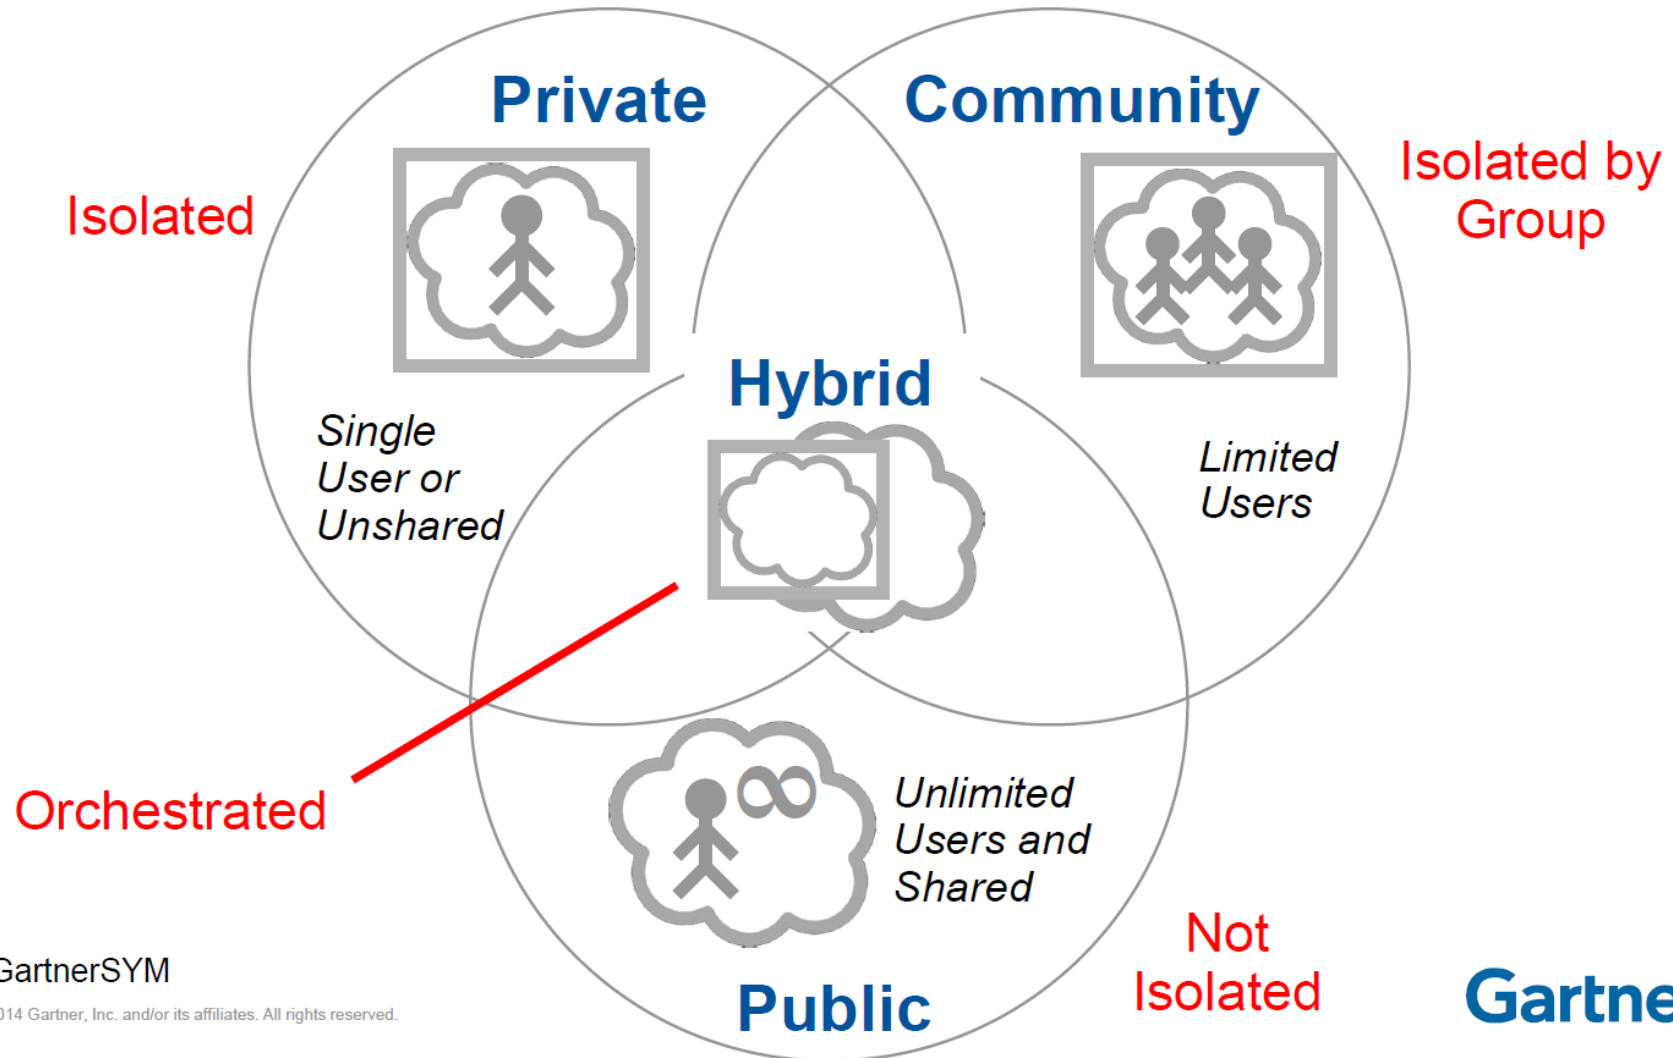 Private
Community
Isolated
Isolated by
Group
Hybrid
Single
User or
Unshared
Limited
Users
Orchestrated
∞
Unlimited
Users and
Shared
Not
Isolated
Public
GartnerSYM
014 Gartner, Inc. and/or its affiliates. All rights reserved.
Gartne